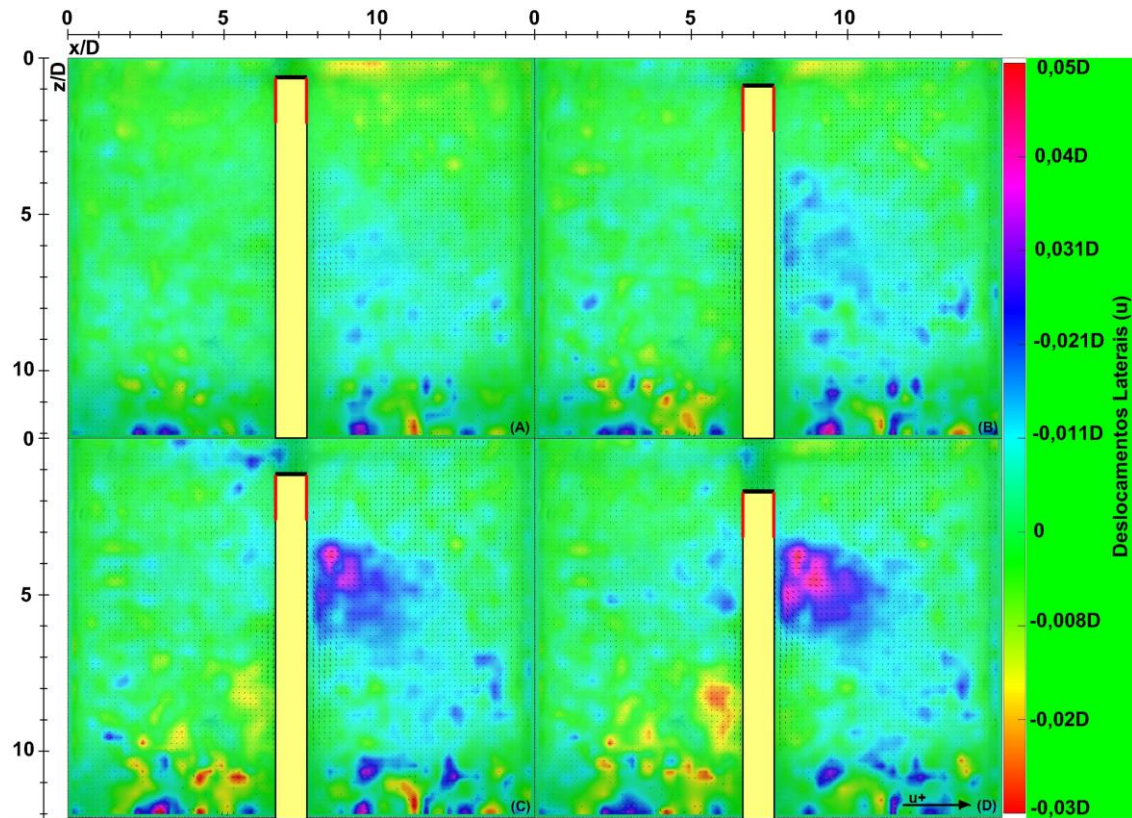 0 5 10 0 5 10
x/D
z/D
0
5
10
0
5
10
(A)
(B)
(C)
u+
(D)
0,05D
0,04D
0,031D
-0,021D
-0,011D
0
-0,008D
-0,02D
-0,03D
Deslocamentos Laterais (u)